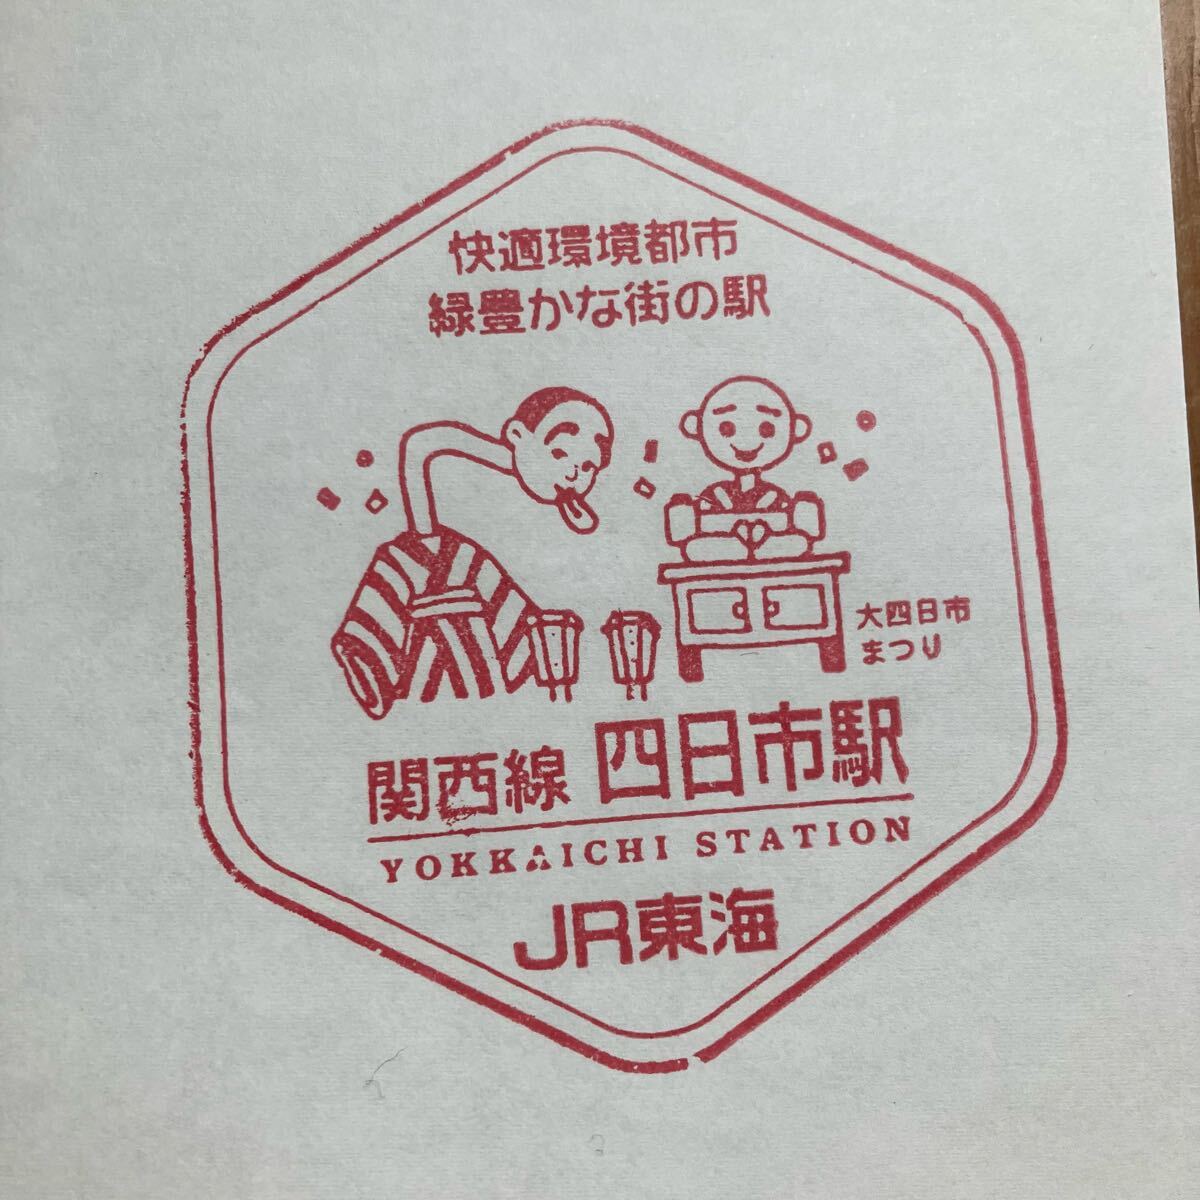 快適環境都市
緑豊かな街の駅
大四日市
まつり
関西線 四日市駅
YOKKAICHI STATION
JR東海